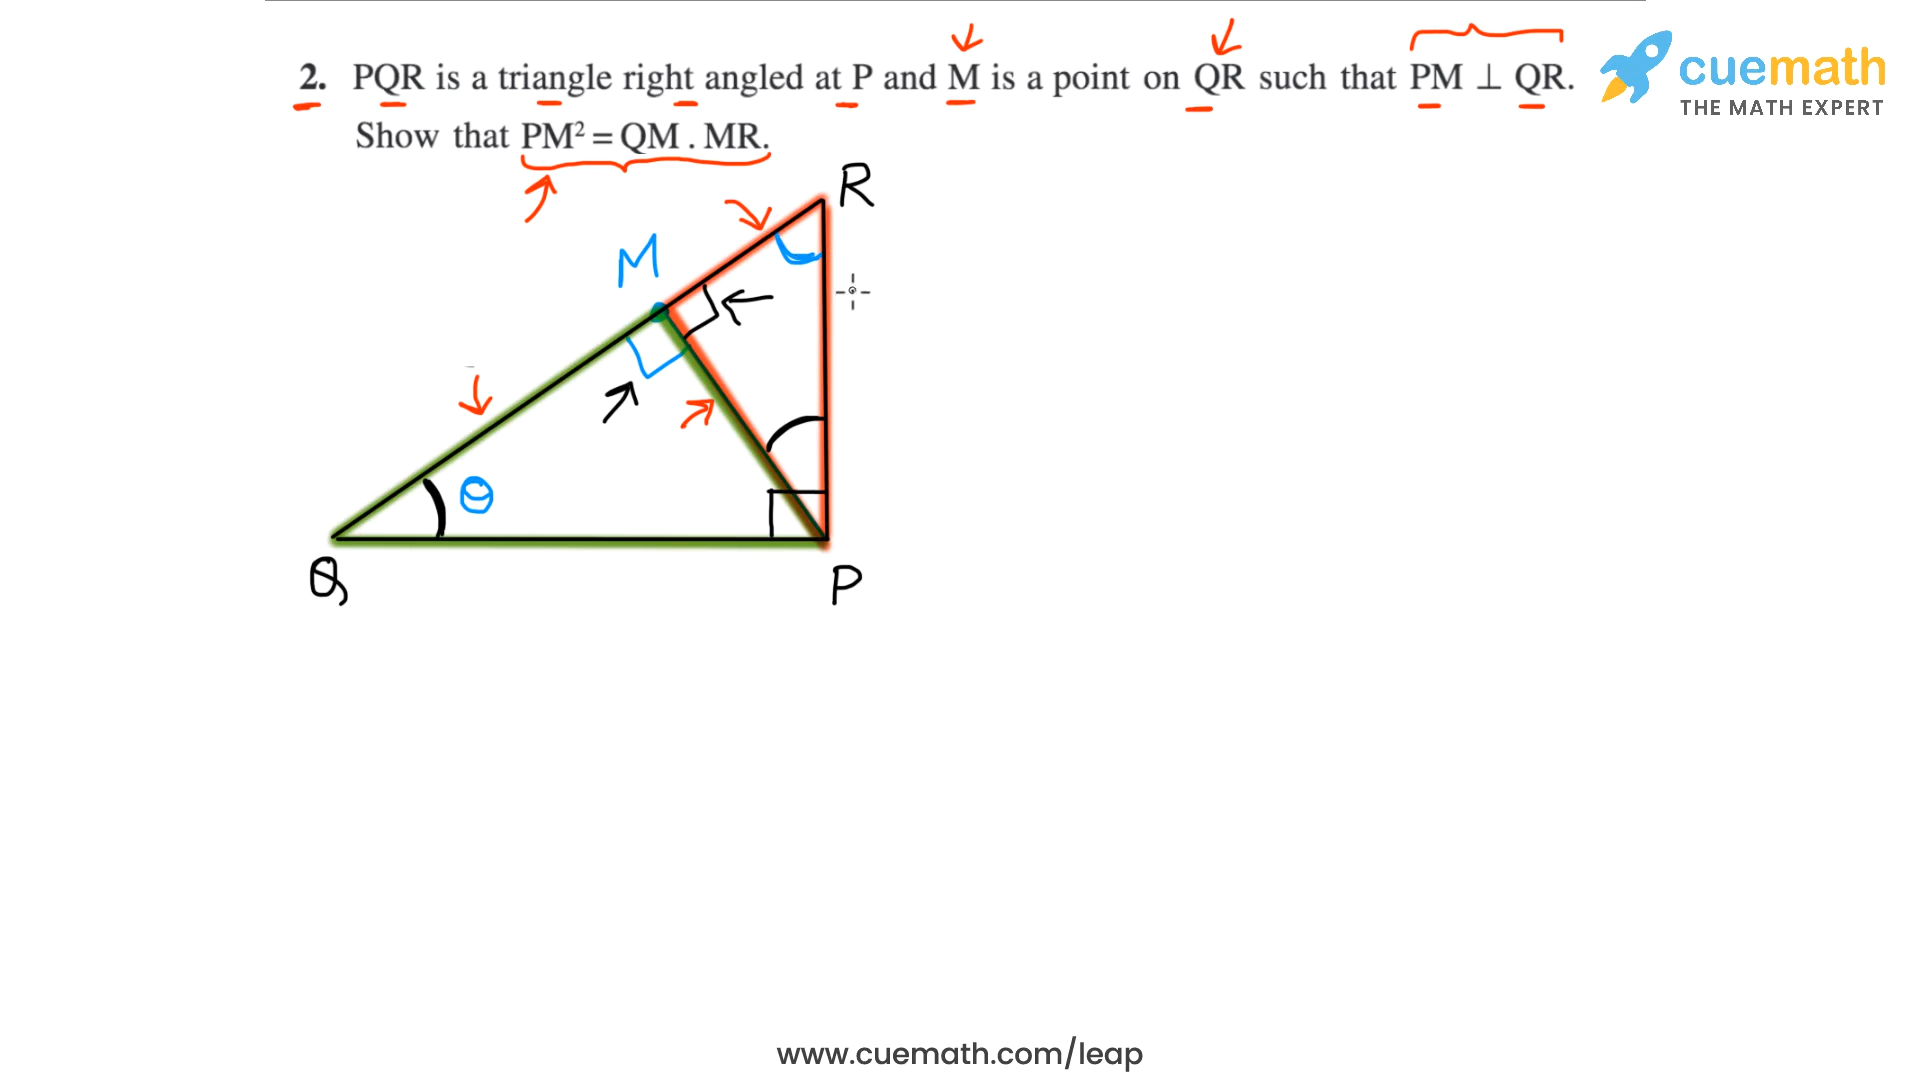 2. PQR is a triangle right angled at P and M is a point on QR such that PM ⊥ QR.
Show that PM² = QM . MR.
cuemath
THE MATH EXPERT
R
M
θ
Q
P
www.cuemath.com/leap